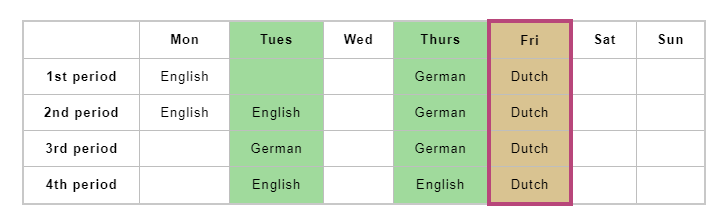 Mon Tues Wed Thurs Fri Sat Sun
1st period English German Dutch
2nd period English English German Dutch
3rd period German German Dutch
4th period English English Dutch